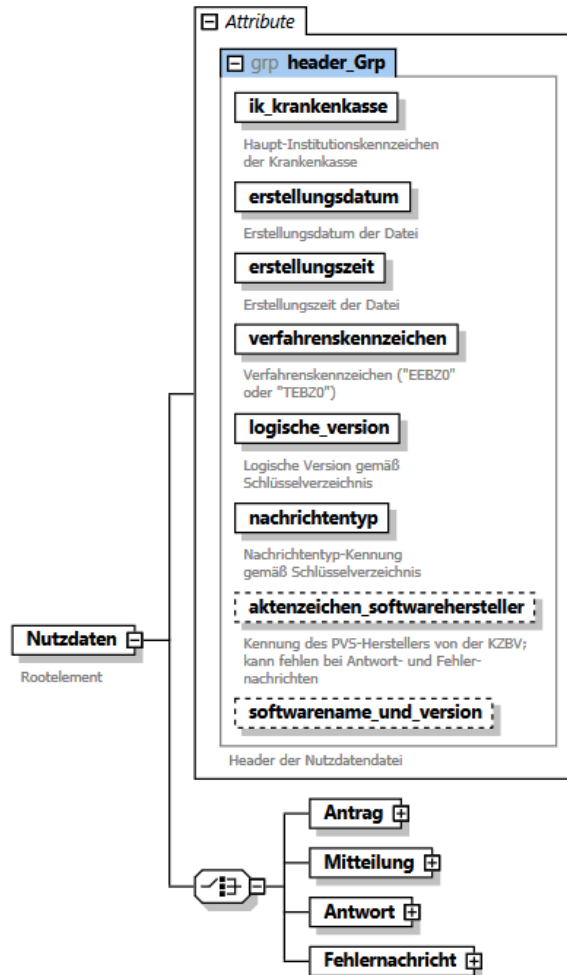 Attribute
grp header_Grp
ik_krankenkasse
Haupt-Institutionskennzeichen
der Krankenkasse
erstellungsdatum
Erstellungsdatum der Datei
erstellungszeit
Erstellungszeit der Datei
verfahrenskennzeichen
Verfahrenskennzeichen ("EEBZ0"
oder "TEBZ0")
logische_version
Logische Version gemäß
Schlüsselverzeichnis
nachrichtentyp
Nachrichtentyp-Kennung
gemäß Schlüsselverzeichnis
aktenzeichen_softwarehersteller
Kennung des PVS-Herstellers von der KZBV;
kann fehlen bei Antwort- und Fehler-
nachrichten
softwarename_und_version
Header der Nutzdatendatei
Nutzdaten
Rootelement
Antrag
Mitteilung
Antwort
Fehlernachricht